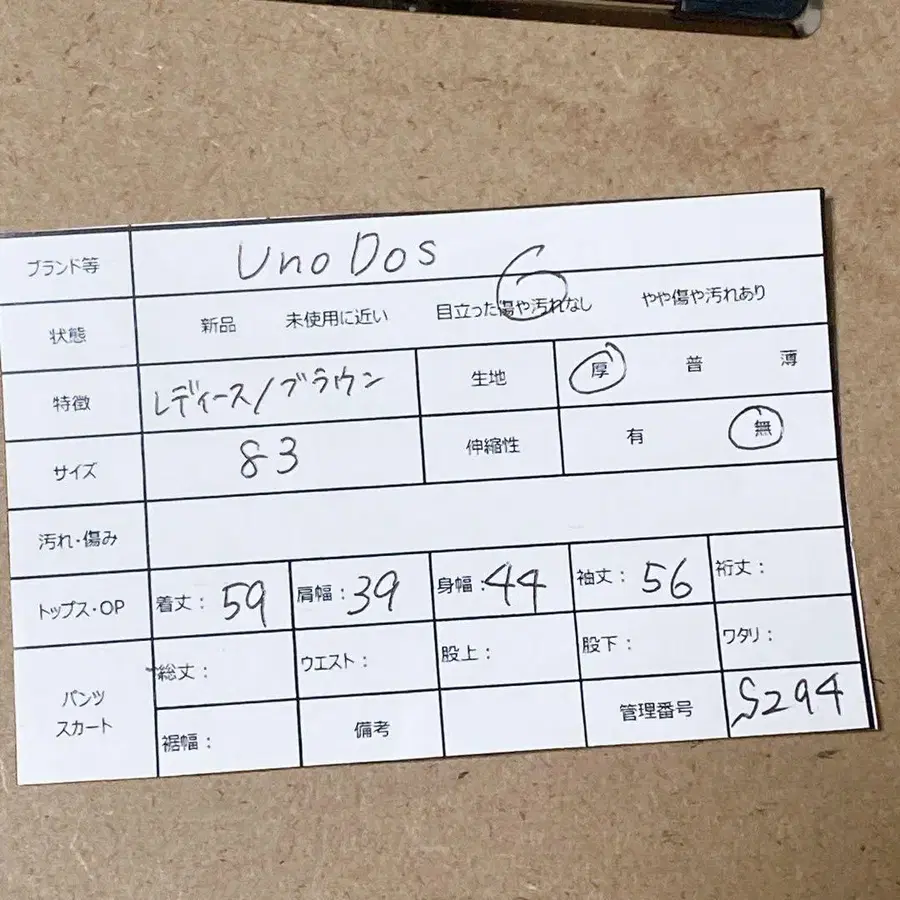 ブランド等 Uno Dos
状態 新品 未使用に近い 目立った傷や汚れなし やや傷や汚れあり
特徴 レディース/ブラウン 生地 厚 普 薄
サイズ 83 伸縮性 有 無
汚れ・傷み
トップス・OP 着丈: 59 肩幅: 39 身幅: 44 袖丈: 56 裄丈:
パンツ スカート 総丈: ウエスト: 股上: 股下: ワタリ:
裾幅: 備考 管理番号 S294